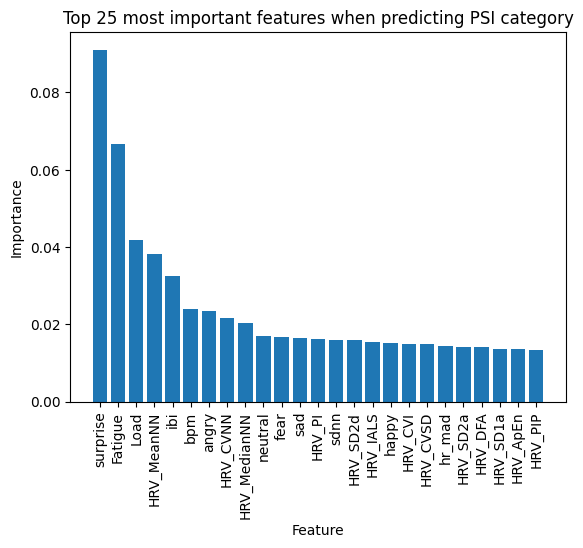 Top 25 most important features when predicting PSI category
Importance
0.08
0.06
0.04
0.02
0.00
surprise
Fatigue
Load
HRV_MeanNN
ibi
bpm
angry
HRV_CVNN
HRV_MedianNN
neutral
fear
sad
HRV_PI
sdnn
HRV_SD2d
HRV_IALS
happy
HRV_CVI
HRV_CVSD
hr_mad
HRV_SD2a
HRV_DFA
HRV_SD1a
HRV_ApEn
HRV_PIP
Feature